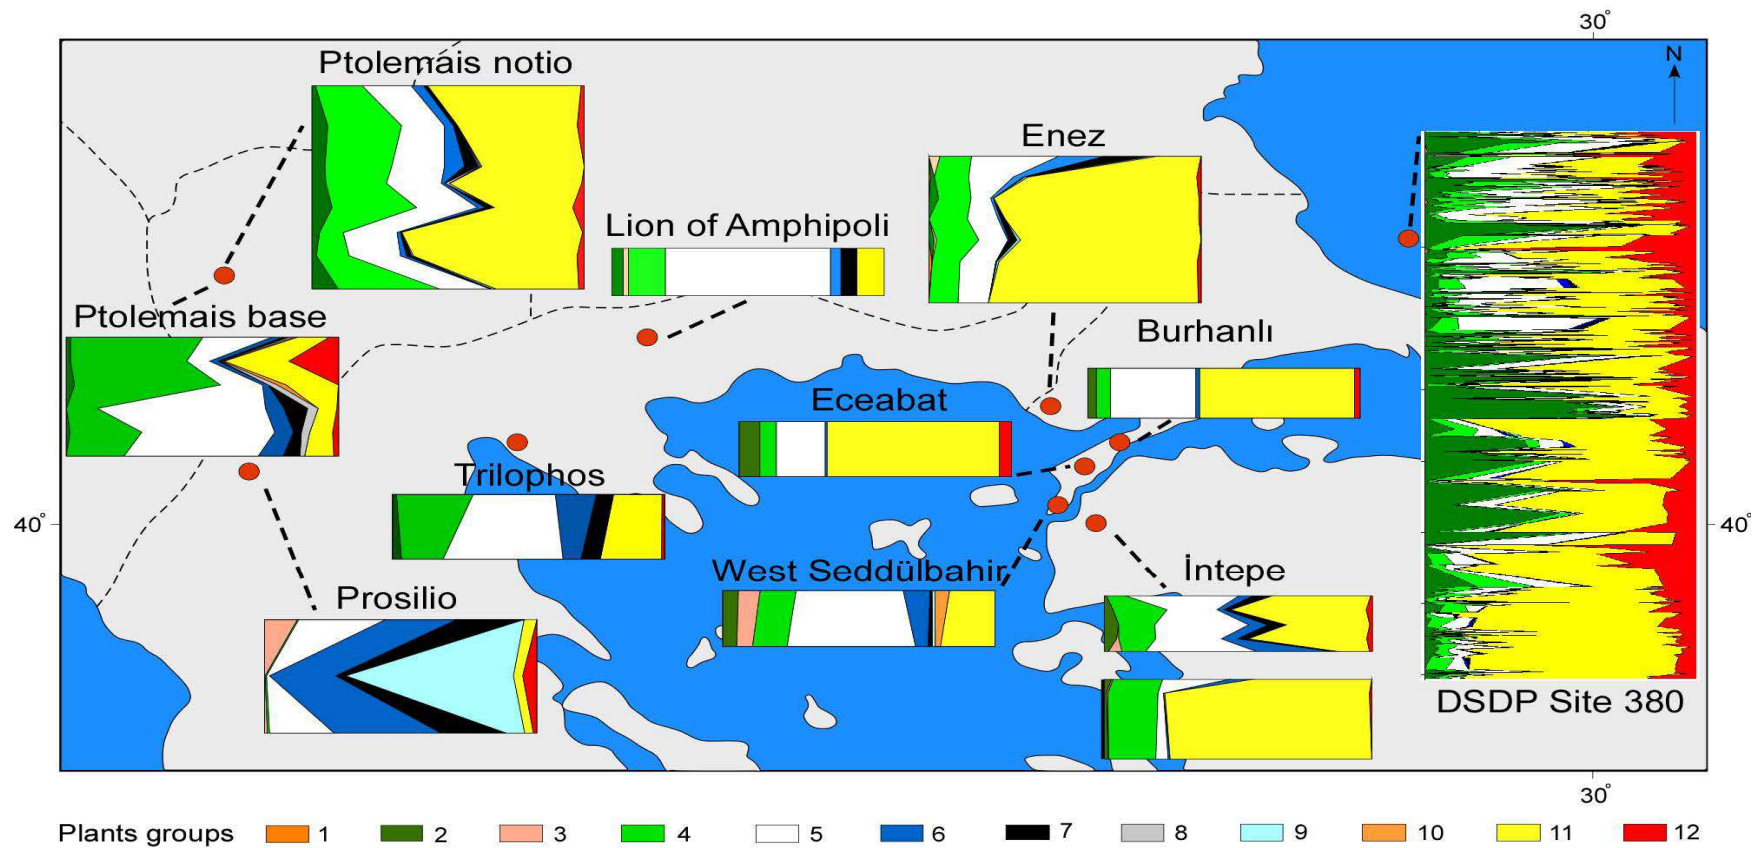 30°
N
Ptolemais notio
Enez
Lion of Amphipoli
Ptolemais base
Burhanlı
Eceabat
Trilophos
40°
40°
West Seddülbahir
İntepe
Prosilio
DSDP Site 380
30°
Plants groups 1 2 3 4 5 6 7 8 9 10 11 12